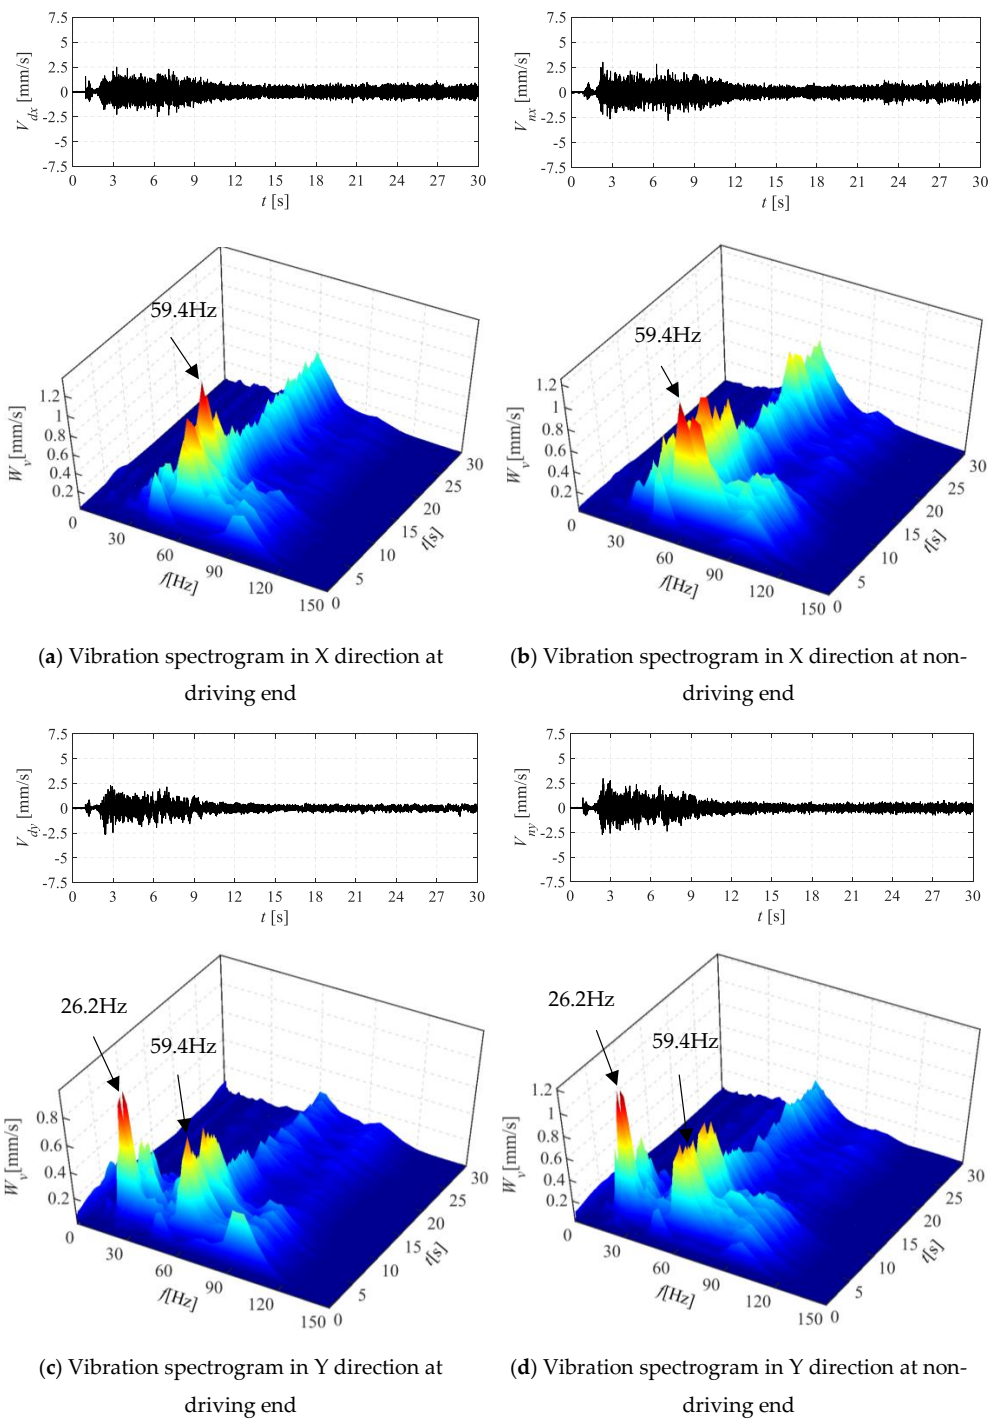 7.5 5 2.5 0 -2.5 -5 -7.5
V_dx [mm/s]
0 3 6 9 12 15 18 21 24 27 30
t [s]
7.5 5 2.5 0 -2.5 -5 -7.5
V_nx [mm/s]
0 3 6 9 12 15 18 21 24 27 30
t [s]
59.4Hz
1.2 1 0.8 0.6 0.4 0.2
W_v[mm/s]
0 30 60 90 120 150
f[Hz]
0 5 10 15 20 25 30
t[s]
59.4Hz
1.2 1 0.8 0.6 0.4 0.2
W_v[mm/s]
0 30 60 90 120 150
f[Hz]
0 5 10 15 20 25 30
t[s]
(a) Vibration spectrogram in X direction at
driving end
(b) Vibration spectrogram in X direction at non-
driving end
7.5 5 2.5 0 -2.5 -5 -7.5
V_dy [mm/s]
0 3 6 9 12 15 18 21 24 27 30
t [s]
7.5 5 2.5 0 -2.5 -5 -7.5
V_ny [mm/s]
0 3 6 9 12 15 18 21 24 27 30
t [s]
26.2Hz
59.4Hz
0.8 0.6 0.4 0.2
W_v[mm/s]
0 30 60 90 120 150
f[Hz]
0 5 10 15 20 25 30
t[s]
26.2Hz
59.4Hz
1.2 1 0.8 0.6 0.4 0.2
W_v[mm/s]
0 30 60 90 120 150
f[Hz]
0 5 10 15 20 25 30
t[s]
(c) Vibration spectrogram in Y direction at
driving end
(d) Vibration spectrogram in Y direction at non-
driving end